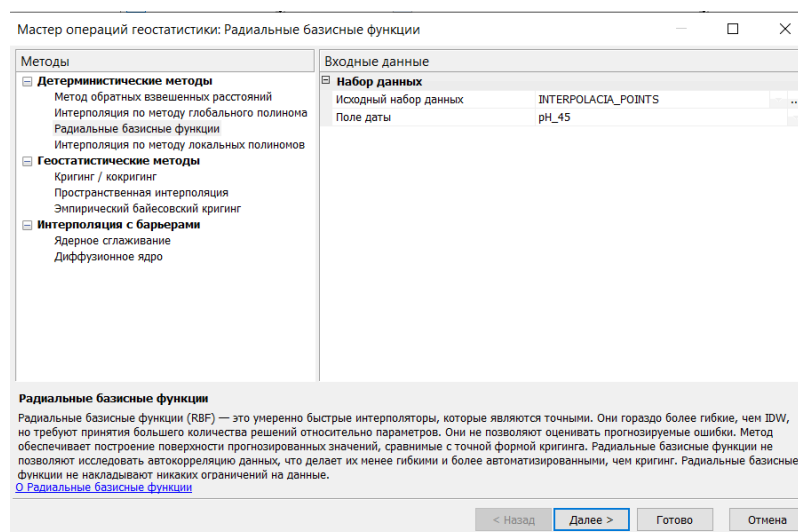 Мастер операций геостатистики: Радиальные базисные функции
Методы
Детерминистические методы
Метод обратных взвешенных расстояний
Интерполяция по методу глобального полинома
Радиальные базисные функции
Интерполяция по методу локальных полиномов
Геостатистические методы
Кригинг / кокригинг
Пространственная интерполяция
Эмпирический байесовский кригинг
Интерполяция с барьерами
Ядерное сглаживание
Диффузионное ядро
Входные данные
Набор данных
Исходный набор данных INTERPOLACIA_POINTS
Поле даты pH_45
Радиальные базисные функции
Радиальные базисные функции (RBF) — это умеренно быстрые интерполяторы, которые являются точными. Они гораздо более гибкие, чем IDW,
но требуют принятия большего количества решений относительно параметров. Они не позволяют оценивать прогнозируемые ошибки. Метод
обеспечивает построение поверхности прогнозированных значений, сравнимые с точной формой кригинга. Радиальные базисные функции не
позволяют исследовать автокорреляцию данных, что делает их менее гибкими и более автоматизированными, чем кригинг. Радиальные базисные
функции не накладывают никаких ограничений на данные.
О Радиальные базисные функции
< Назад Далее > Готово Отмена